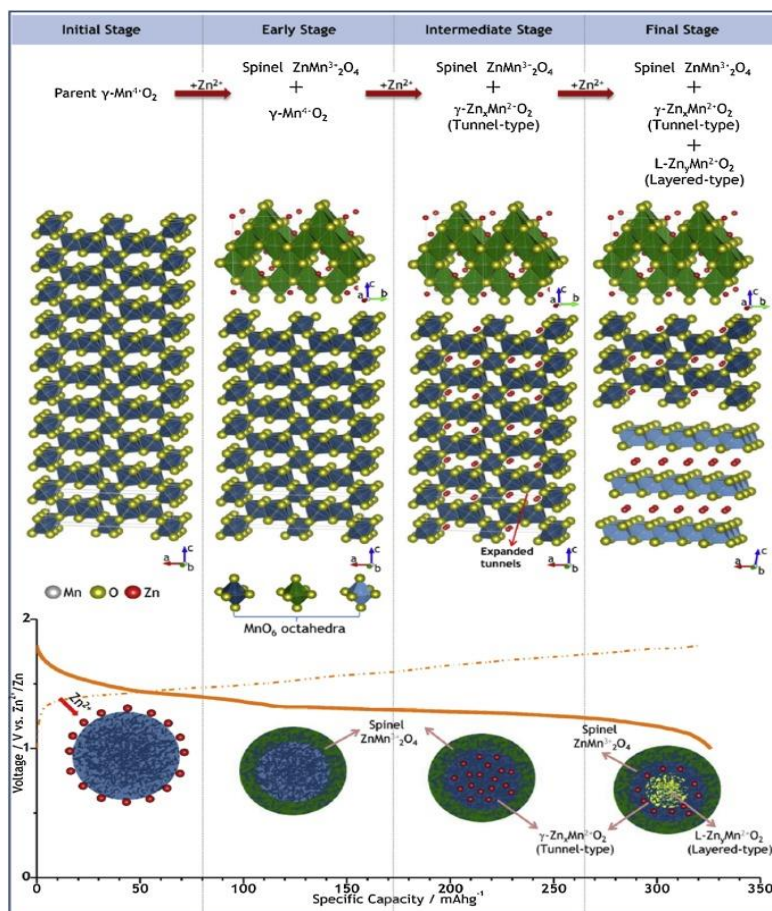 Initial Stage
Early Stage
Intermediate Stage
Final Stage
Parent γ-Mn⁴⁺O₂
+Zn²⁺
Spinel ZnMn³⁺₂O₄
+
γ-Mn⁴⁺O₂
+Zn²⁺
Spinel ZnMn³⁺₂O₄
+
γ-ZnₓMn²⁺O₂
(Tunnel-type)
+Zn²⁺
Spinel ZnMn³⁺₂O₄
+
γ-ZnₓMn²⁺O₂
(Tunnel-type)
+
L-ZnᵧMn²⁺O₂
(Layered-type)
c
a b
c
a b
c
a b
Expanded
tunnels
c
a b
c
a b
c
a b
c
a b
Mn O Zn
MnO₆ octahedra
Voltage / V vs. Zn²⁺/Zn
2
1
0
Zn²⁺
Spinel
ZnMn³⁺₂O₄
γ-ZnₓMn²⁺O₂
(Tunnel-type)
Spinel
ZnMn³⁺₂O₄
L-ZnᵧMn²⁺O₂
(Layered-type)
0 50 100 150 200 250 300 350
Specific Capacity / mAhg⁻¹